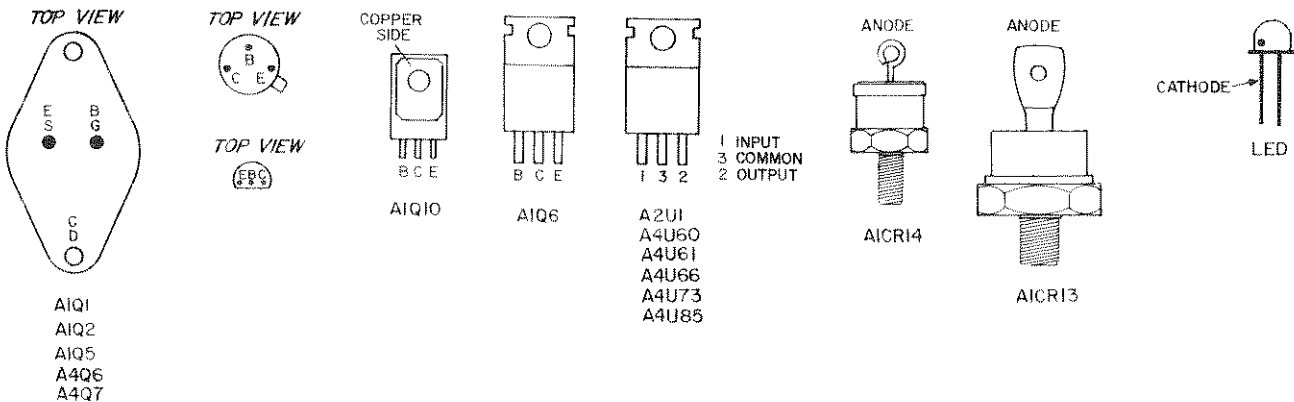 TOP VIEW
E B
S G
C
D
A1Q1
A1Q2
A1Q5
A4Q6
A4Q7
TOP VIEW
B
C E
TOP VIEW
EBC
COPPER
SIDE
B C E
A1Q10
B C E
A1Q6
1 3 2
1 INPUT
3 COMMON
2 OUTPUT
A2U1
A4U60
A4U61
A4U66
A4U73
A4U85
ANODE
A1CR14
ANODE
A1CR13
CATHODE
LED